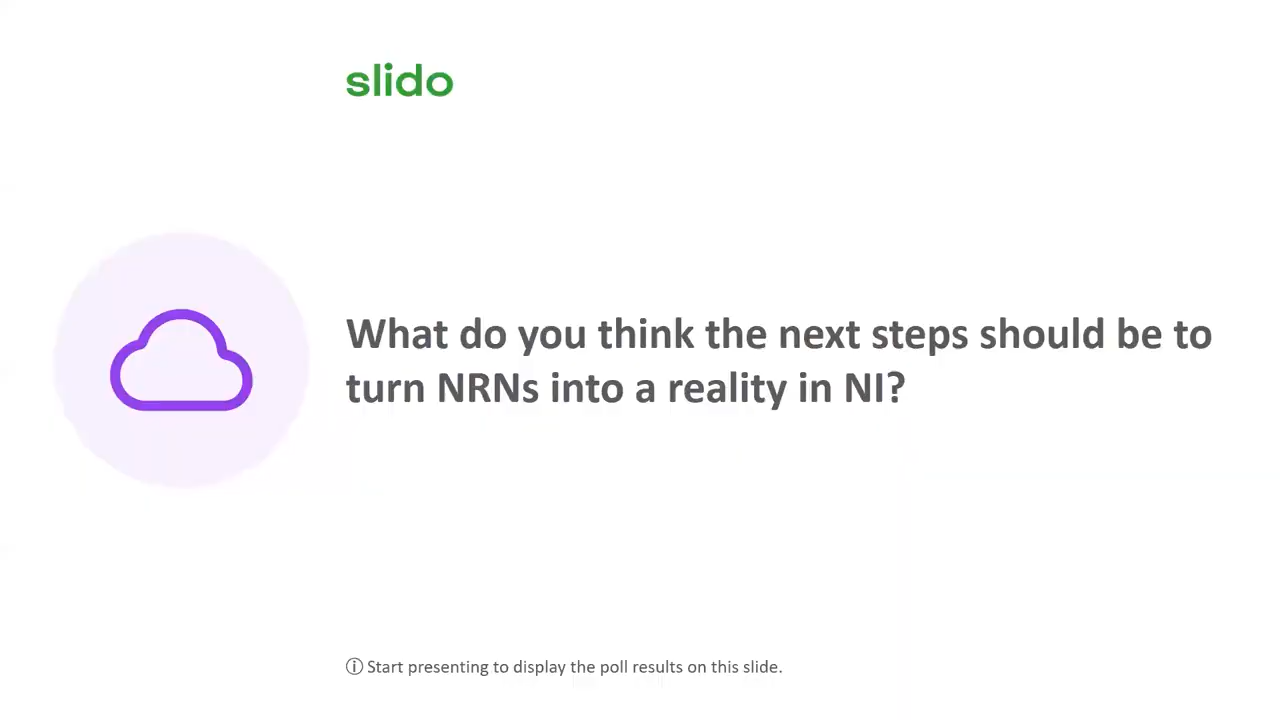 slido
What do you think the next steps should be to
turn NRNs into a reality in NI?
ⓘ Start presenting to display the poll results on this slide.